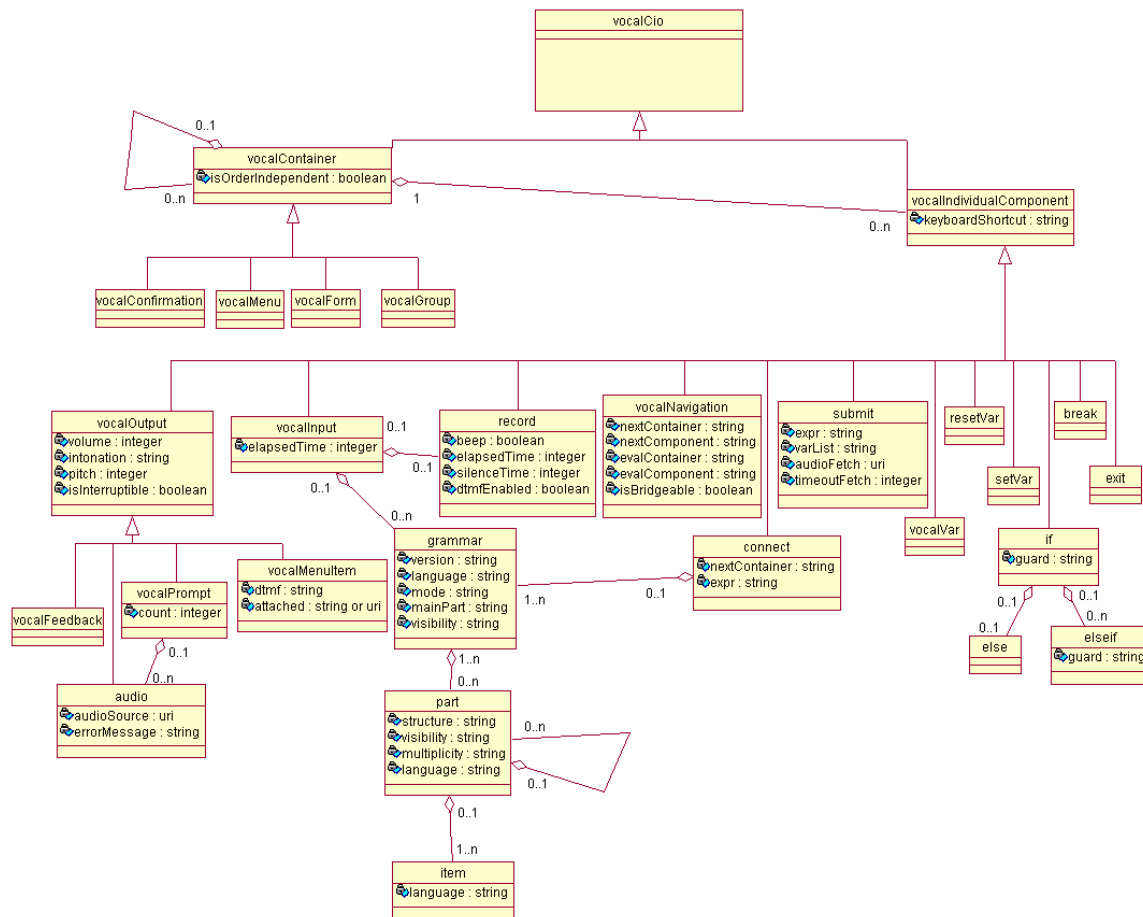 vocalCio
0..1
vocalContainer
isOrderIndependent : boolean
0..n
1
vocalIndividualComponent
keyboardShortcut : string
0..n
vocalConfirmation
vocalMenu
vocalForm
vocalGroup
vocalOutput
volume : integer
intonation : string
pitch : integer
isInterruptible : boolean
vocalInput
elapsedTime : integer
0..1
0..1
0..1
0..n
record
beep : boolean
elapsedTime : integer
silenceTime : integer
dtmfEnabled : boolean
vocalNavigation
nextContainer : string
nextComponent : string
evalContainer : string
evalComponent : string
isBridgeable : boolean
submit
expr : string
varList : string
audioFetch : uri
timeoutFetch : integer
resetVar
break
setVar
exit
vocalVar
if
guard : string
0..1
0..1
0..1
0..n
else
elseif
guard : string
connect
nextContainer : string
expr : string
0..1
1..n
grammar
version : string
language : string
mode : string
mainPart : string
visibility : string
vocalMenuItem
dtmf : string
attached : string or uri
vocalPrompt
count : integer
vocalFeedback
0..1
0..n
audio
audioSource : uri
errorMessage : string
1..n
0..n
part
structure : string
visibility : string
multiplicity : string
language : string
0..n
0..1
0..1
1..n
item
language : string